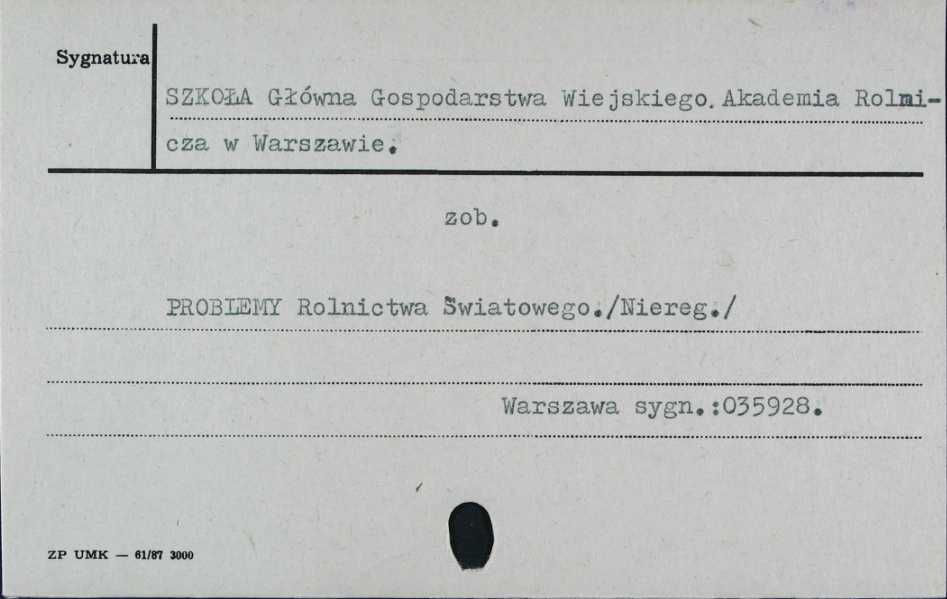 Sygnatura
SZKOŁA Główna Gospodarstwa Wiejskiego. Akademia Rolni-
cza w Warszawie.
zob.
PROBLEMY Rolnictwa Światowego./Niereg./
Warszawa sygn.:035928.
ZP UMK — 61/87 3000